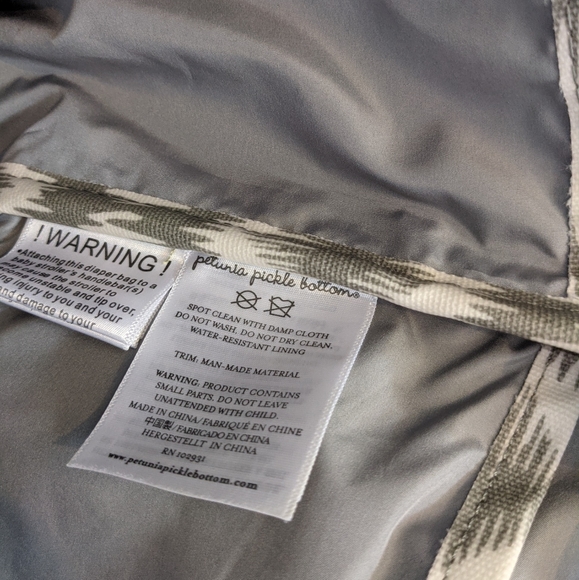 ! WARNING !
•Attaching this diaper bag to a
baby stroller's handlebar(s)
causes the stroller to
unstable and tip over,
injury to you and your
and damage to your
petunia pickle bottom®
SPOT CLEAN WITH DAMP CLOTH
DO NOT WASH. DO NOT DRY CLEAN.
WATER-RESISTANT LINING
TRIM: MAN-MADE MATERIAL
WARNING: PRODUCT CONTAINS
SMALL PARTS. DO NOT LEAVE
UNATTENDED WITH CHILD.
MADE IN CHINA/FABRIQUÉ EN CHINE
中国製/FABRICADO EN CHINA
HERGESTELLT IN CHINA
RN 102931
www.petuniapicklebottom.com